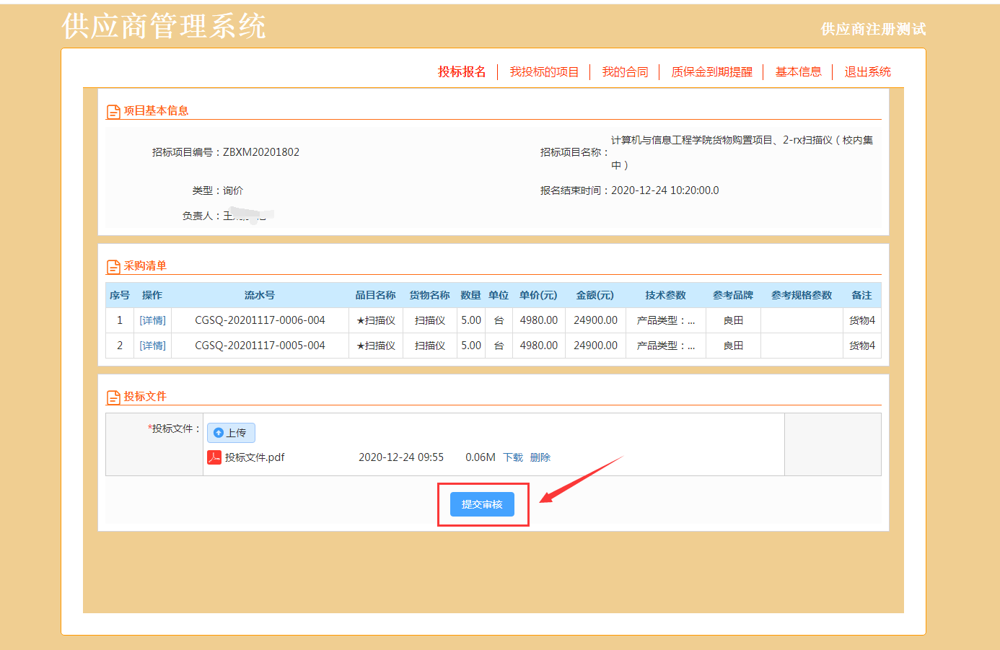 供应商管理系统
供应商注册测试
投标报名 我投标的项目 我的合同 质保金到期提醒 基本信息 退出系统
项目基本信息
招标项目编号：ZBXM20201802
招标项目名称：计算机与信息工程学院货物购置项目、2-rx扫描仪（校内集
中）
类型：询价
报名结束时间：2020-12-24 10:20:00.0
负责人：王
采购清单
序号 操作 流水号 品目名称 货物名称 数量 单位 单价(元) 金额(元) 技术参数 参考品牌 参考规格参数 备注
1 [详情] CGSQ-20201117-0006-004 ★扫描仪 扫描仪 5.00 台 4980.00 24900.00 产品类型：... 良田 货物4
2 [详情] CGSQ-20201117-0005-004 ★扫描仪 扫描仪 5.00 台 4980.00 24900.00 产品类型：... 良田 货物4
投标文件
*投标文件： 上传
投标文件.pdf 2020-12-24 09:55 0.06M 下载 删除
提交审核